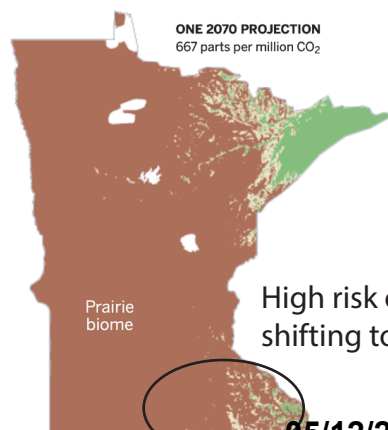 ONE 2070 PROJECTION
667 parts per million CO₂
High risk
shifting to
Prairie
biome